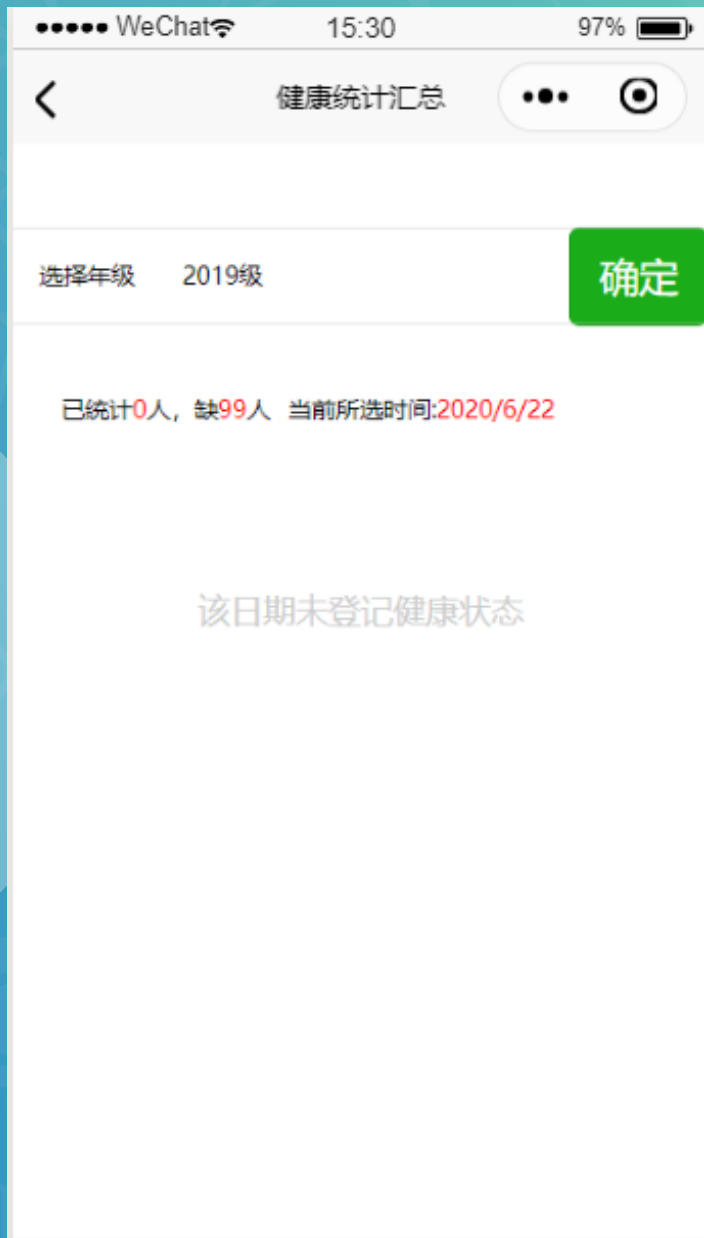 ●●●●● WeChat 15:30 97%
健康统计汇总
选择年级 2019级 确定
已统计0人，缺99人 当前所选时间:2020/6/22
该日期未登记健康状态